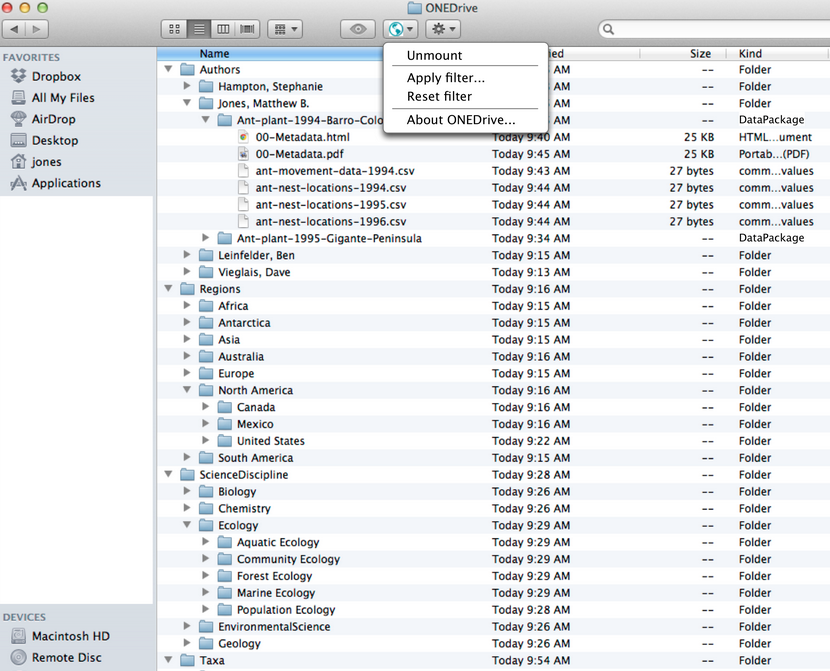 ONEDrive
FAVORITES
Dropbox
All My Files
AirDrop
Desktop
jones
Applications
DEVICES
Macintosh HD
Remote Disc
Unmount
Apply filter...
Reset filter
About ONEDrive...
Name ied Size Kind
Authors AM -- Folder
Hampton, Stephanie AM -- Folder
Jones, Matthew B. AM -- Folder
Ant-plant-1994-Barro-Colo AM -- DataPackage
00-Metadata.html Today 9:40 AM 25 KB HTML...ument
00-Metadata.pdf Today 9:45 AM 25 KB Portab...(PDF)
ant-movement-data-1994.csv Today 9:43 AM 27 bytes comm...values
ant-nest-locations-1994.csv Today 9:44 AM 27 bytes comm...values
ant-nest-locations-1995.csv Today 9:44 AM 27 bytes comm...values
ant-nest-locations-1996.csv Today 9:44 AM 27 bytes comm...values
Ant-plant-1995-Gigante-Peninsula Today 9:34 AM -- DataPackage
Leinfelder, Ben Today 9:15 AM -- Folder
Vieglais, Dave Today 9:13 AM -- Folder
Regions Today 9:16 AM -- Folder
Africa Today 9:15 AM -- Folder
Antarctica Today 9:15 AM -- Folder
Asia Today 9:15 AM -- Folder
Australia Today 9:16 AM -- Folder
Europe Today 9:15 AM -- Folder
North America Today 9:16 AM -- Folder
Canada Today 9:16 AM -- Folder
Mexico Today 9:16 AM -- Folder
United States Today 9:22 AM -- Folder
South America Today 9:15 AM -- Folder
ScienceDiscipline Today 9:28 AM -- Folder
Biology Today 9:26 AM -- Folder
Chemistry Today 9:26 AM -- Folder
Ecology Today 9:29 AM -- Folder
Aquatic Ecology Today 9:29 AM -- Folder
Community Ecology Today 9:29 AM -- Folder
Forest Ecology Today 9:29 AM -- Folder
Marine Ecology Today 9:29 AM -- Folder
Population Ecology Today 9:28 AM -- Folder
EnvironmentalScience Today 9:26 AM -- Folder
Geology Today 9:26 AM -- Folder
Taxa Today 9:54 AM -- Folder